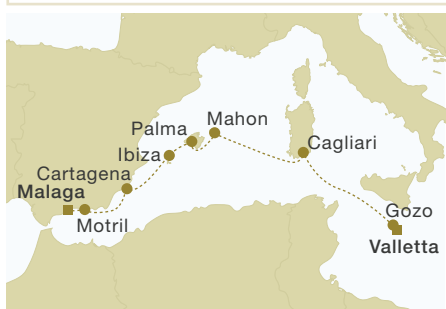 Mahon
Palma
Cagliari
Ibiza
Cartagena
Malaga
Motril
Gozo
Valletta